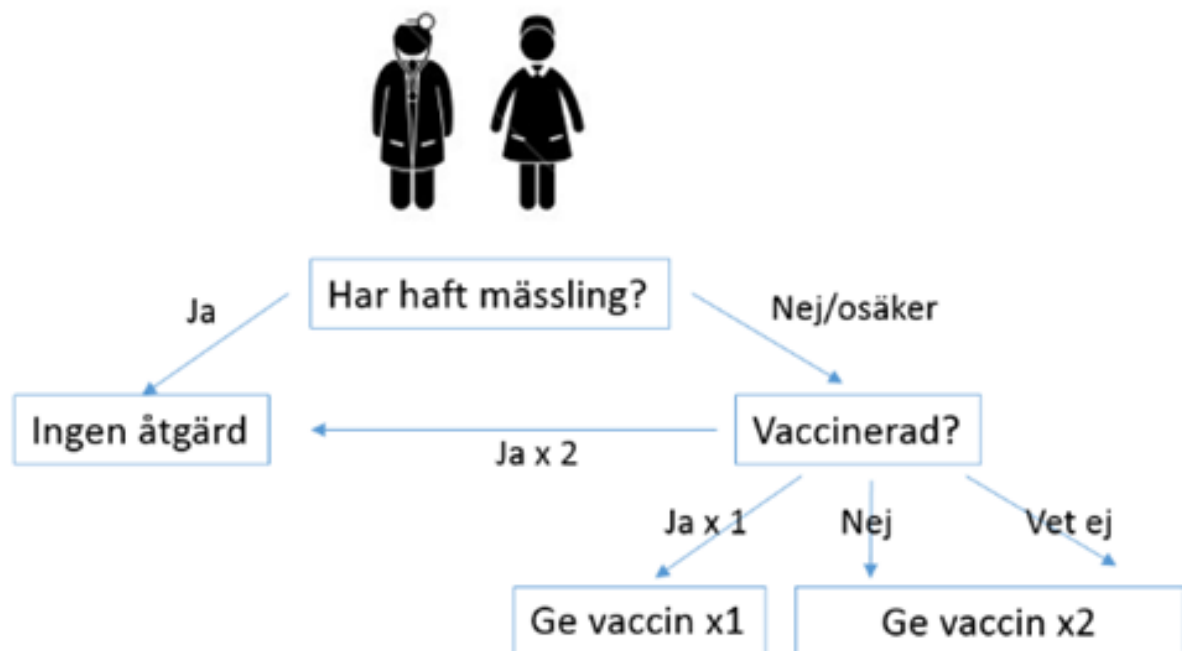 Har haft mässling?
Ja
Nej/osäker
Ingen åtgärd
Ja x 2
Vaccinerad?
Ja x 1
Nej
Vet ej
Ge vaccin x1
Ge vaccin x2